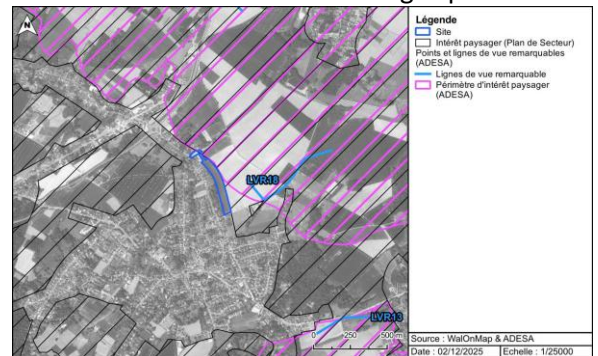 N
Légende
Site
Intérêt paysager (Plan de Secteur)
Points et lignes de vue remarquables
(ADESA)
Lignes de vue remarquable
Périmètre d'intérêt paysager
(ADESA)
LVR18
LVR13
0 250 500 m
Source : WalOnMap & ADESA
Date : 02/12/2025 Echelle : 1/25000